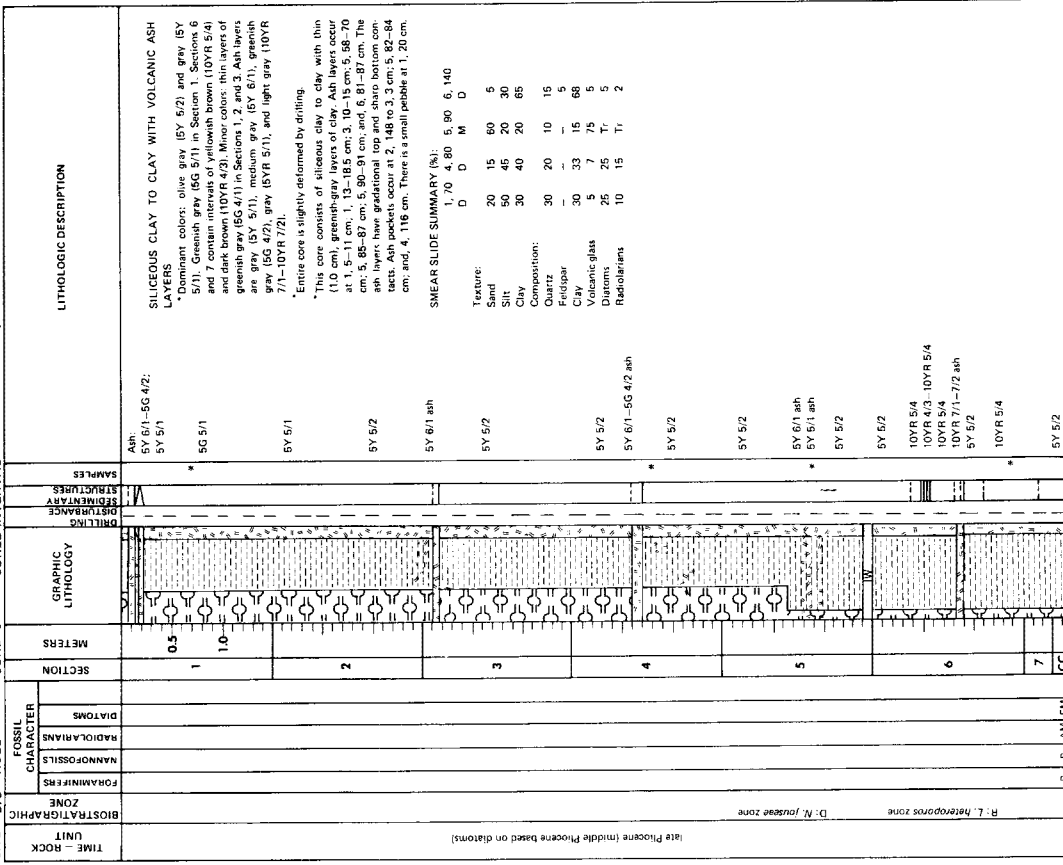 TIME – ROCK
UNIT
BIOSTRATIGRAPHIC
ZONE
FOSSIL
CHARACTER
FORAMINIFERS
NANNOFOSSILS
RADIOLARIANS
DIATOMS
SECTION
METERS
GRAPHIC
LITHOLOGY
DRILLING
DISTURBANCE
SEDIMENTARY
STRUCTURES
SAMPLES
LITHOLOGIC DESCRIPTION
late Pliocene (middle Pliocene based on diatoms)
D: N. jouseae zone
R: L. heteroporos zone
1
2
3
4
5
6
7
CC
0.5
1.0
IW
*
*
*
*
Ash:
5Y 6/1–5G 4/2;
5Y 5/1
5G 5/1
5Y 5/1
5Y 5/2
5Y 6/1 ash
5Y 5/2
5Y 5/2
5Y 6/1–5G 4/2 ash
5Y 5/2
5Y 5/2
5Y 6/1 ash
5Y 5/1 ash
5Y 5/2
5Y 5/2
10YR 5/4
10YR 4/3–10YR 5/4
10YR 5/4
10YR 7/1–7/2 ash
5Y 5/2
10YR 5/4
5Y 5/2
SILICEOUS CLAY TO CLAY WITH VOLCANIC ASH
LAYERS
* Dominant colors: olive gray (5Y 5/2) and gray (5Y
5/1). Greenish gray (5G 5/1) in Section 1. Sections 6
and 7 contain intervals of yellowish brown (10YR 5/4)
and dark brown (10YR 4/3). Minor colors: thin layers of
greenish gray (5G 4/1) in Sections 1, 2, and 3. Ash layers
are gray (5Y 5/1), medium gray (5Y 6/1), greenish
gray (5G 4/2), gray (5YR 5/1), and light gray (10YR
7/1–10YR 7/2).
* Entire core is slightly deformed by drilling.
* This core consists of siliceous clay to clay with thin
(1.0 cm), greenish-gray layers of clay. Ash layers occur
at 1, 5–11 cm; 1, 13–18.5 cm; 3, 10–15 cm; 5, 58–70
cm; 5, 85–87 cm; 5, 90–91 cm; and, 6, 81–87 cm. The
ash layers have gradational top and sharp bottom con-
tacts. Ash pockets occur at 2, 148 to 3, 3 cm; 5, 82–84
cm; and, 4, 116 cm. There is a small pebble at 1, 20 cm.
SMEAR SLIDE SUMMARY (%):
1, 70 4, 80 5, 90 6, 140
D D M D
Texture:
Sand 20 15 60 5
Silt 50 45 20 30
Clay 30 40 20 65
Composition:
Quartz 30 20 10 15
Feldspar – – – 5
Clay 30 33 15 68
Volcanic glass 5 7 75 5
Diatoms 25 25 Tr 5
Radiolarians 10 15 Tr 2